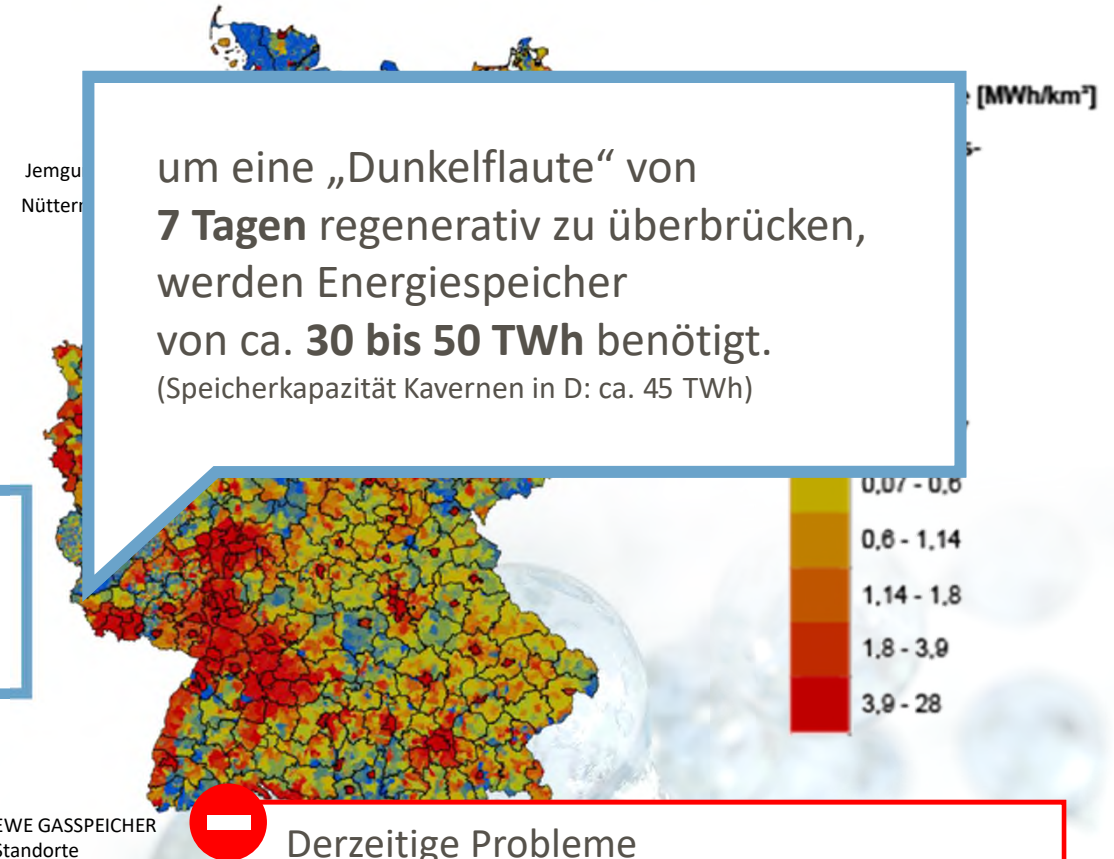 [MWh/km²]
um eine „Dunkelflaute“ von
7 Tagen regenerativ zu überbrücken,
werden Energiespeicher
von ca. 30 bis 50 TWh benötigt.
(Speicherkapazität Kavernen in D: ca. 45 TWh)
0,07 - 0,6
0,6 - 1,14
1,14 - 1,8
1,8 - 3,9
3,9 - 28
EWE GASSPEICHER
Standorte
Derzeitige Probleme